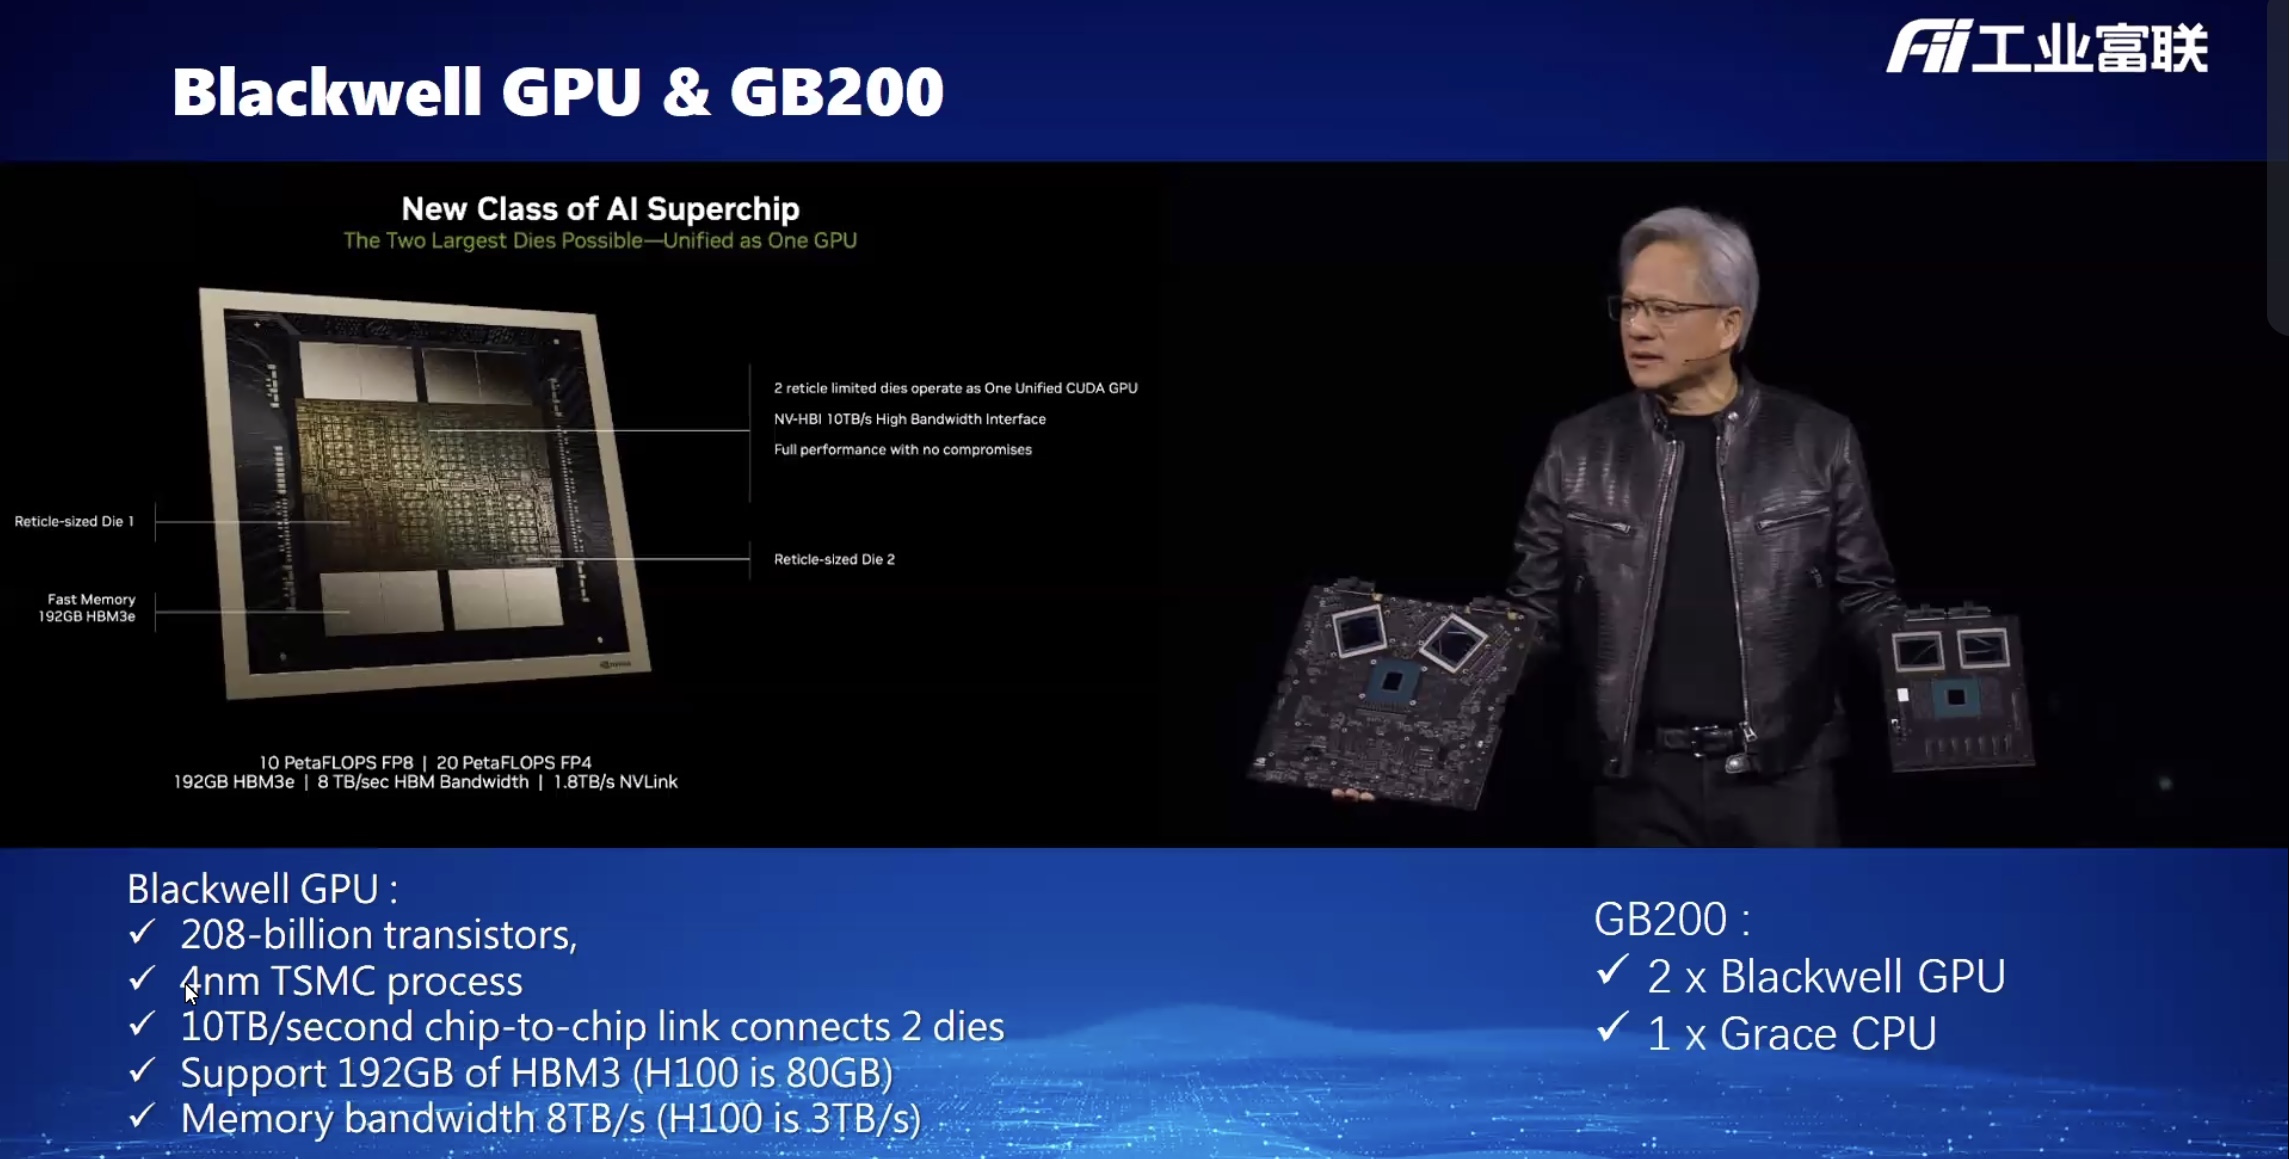 Fii工业富联
Blackwell GPU & GB200
New Class of AI Superchip
The Two Largest Dies Possible—Unified as One GPU
2 reticle limited dies operate as One Unified CUDA GPU
NV-HBI 10TB/s High Bandwidth Interface
Full performance with no compromises
Reticle-sized Die 1
Reticle-sized Die 2
Fast Memory
192GB HBM3e
10 PetaFLOPS FP8 | 20 PetaFLOPS FP4
192GB HBM3e | 8 TB/sec HBM Bandwidth | 1.8TB/s NVLink
Blackwell GPU :
✓ 208-billion transistors,
✓ 4nm TSMC process
✓ 10TB/second chip-to-chip link connects 2 dies
✓ Support 192GB of HBM3 (H100 is 80GB)
✓ Memory bandwidth 8TB/s (H100 is 3TB/s)
GB200 :
✓ 2 x Blackwell GPU
✓ 1 x Grace CPU